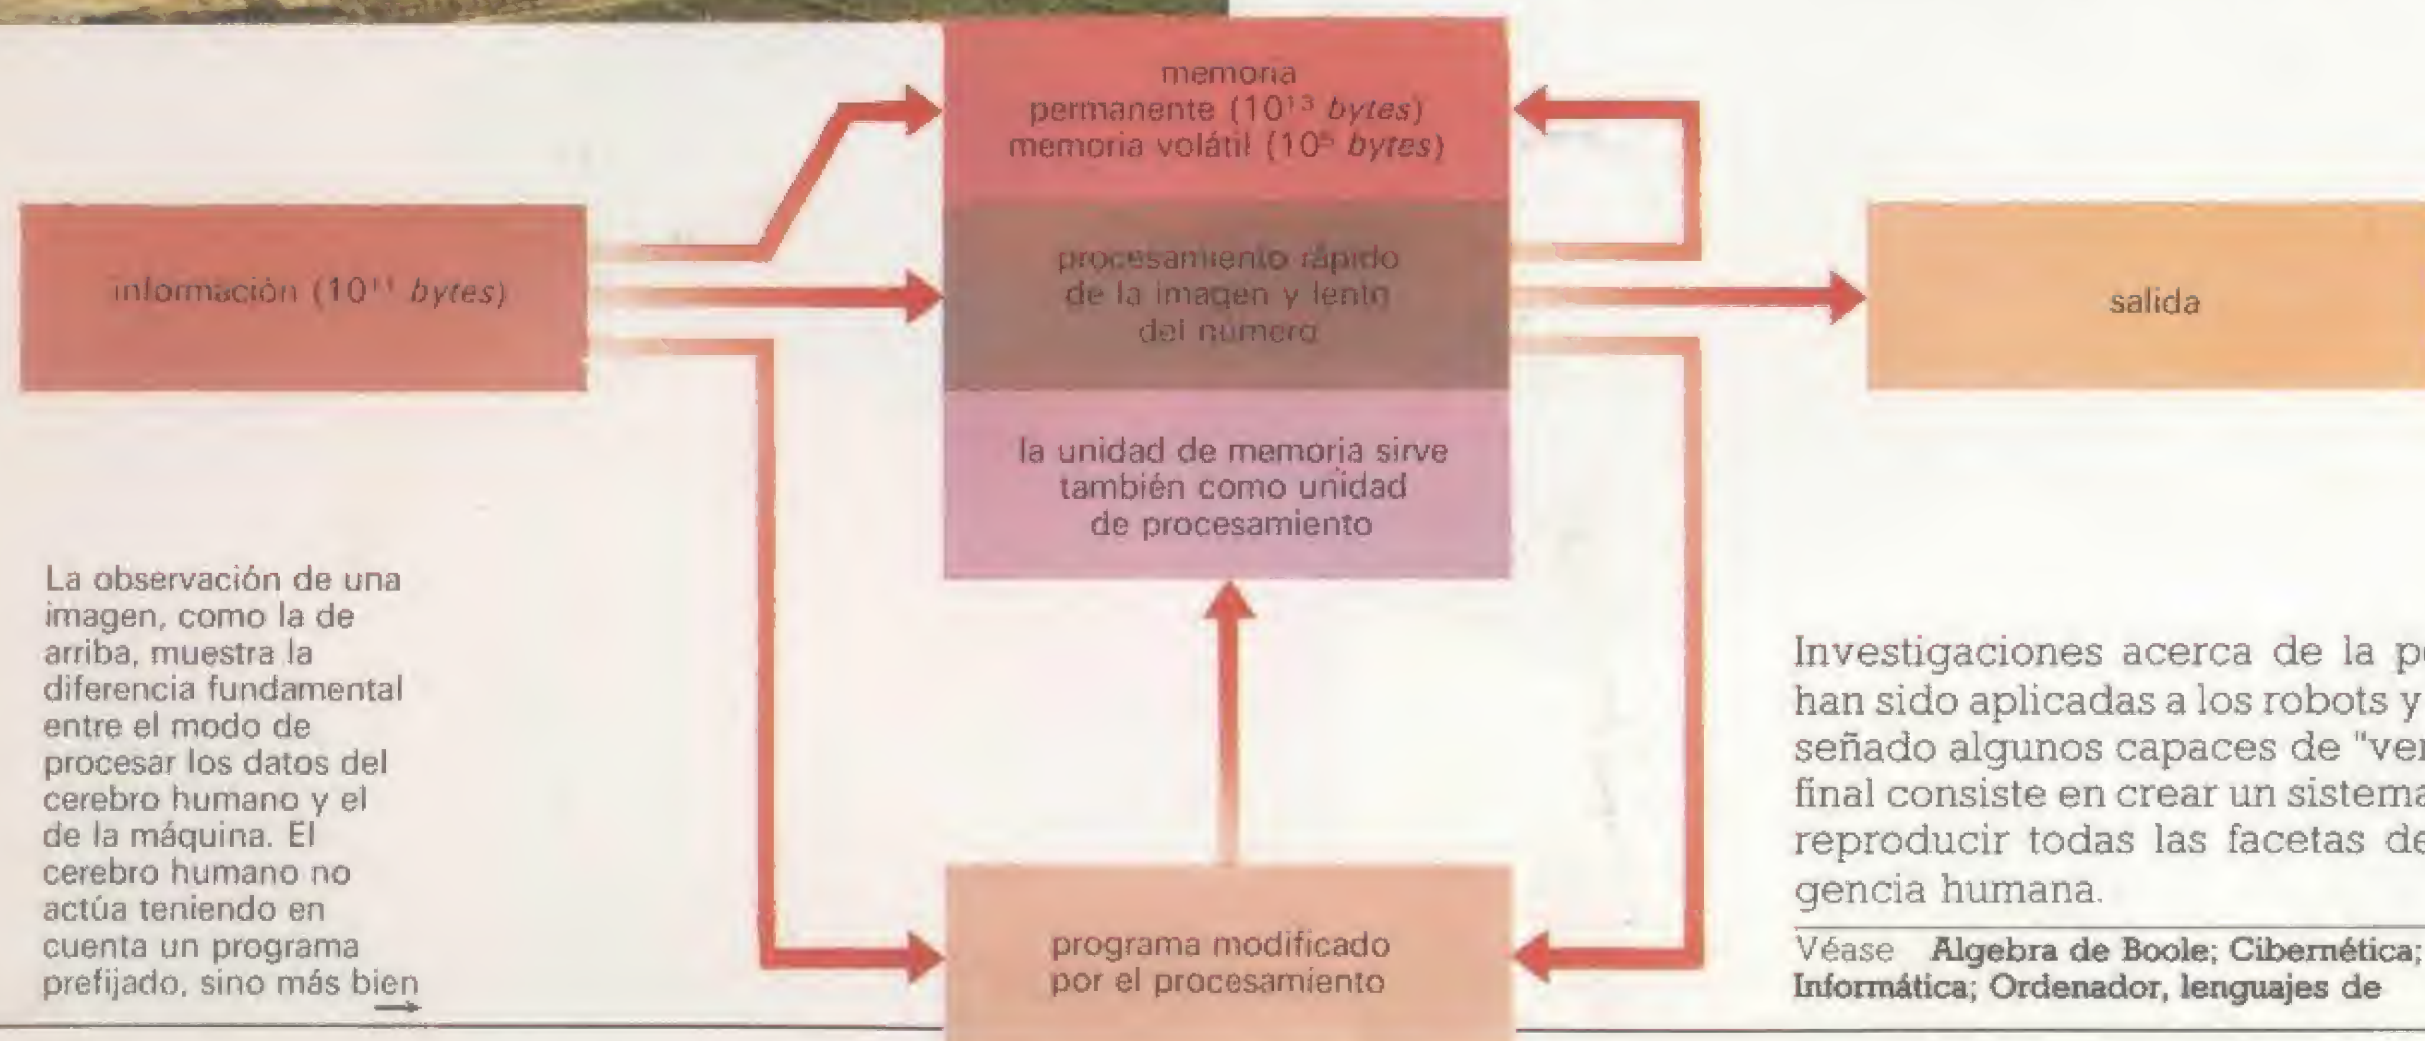 memoria
permanente (10¹³ bytes)
memoria volátil (10⁵ bytes)
información (10¹¹ bytes)
procesamiento rápido
de la imagen y lento
del número
salida
la unidad de memoria sirve
también como unidad
de procesamiento
La observación de una
imagen, como la de
arriba, muestra la
diferencia fundamental
entre el modo de
procesar los datos del
cerebro humano y el
de la máquina. El
cerebro humano no
actúa teniendo en
cuenta un programa
prefijado, sino más bien
programa modificado
por el procesamiento
Investigaciones acerca de la
han sido aplicadas a los robots y
señado algunos capaces de "ver
final consiste en crear un sistema
reproducir todas las facetas de
gencia humana.
Véase Algebra de Boole; Cibernética;
Informática; Ordenador, lenguajes de